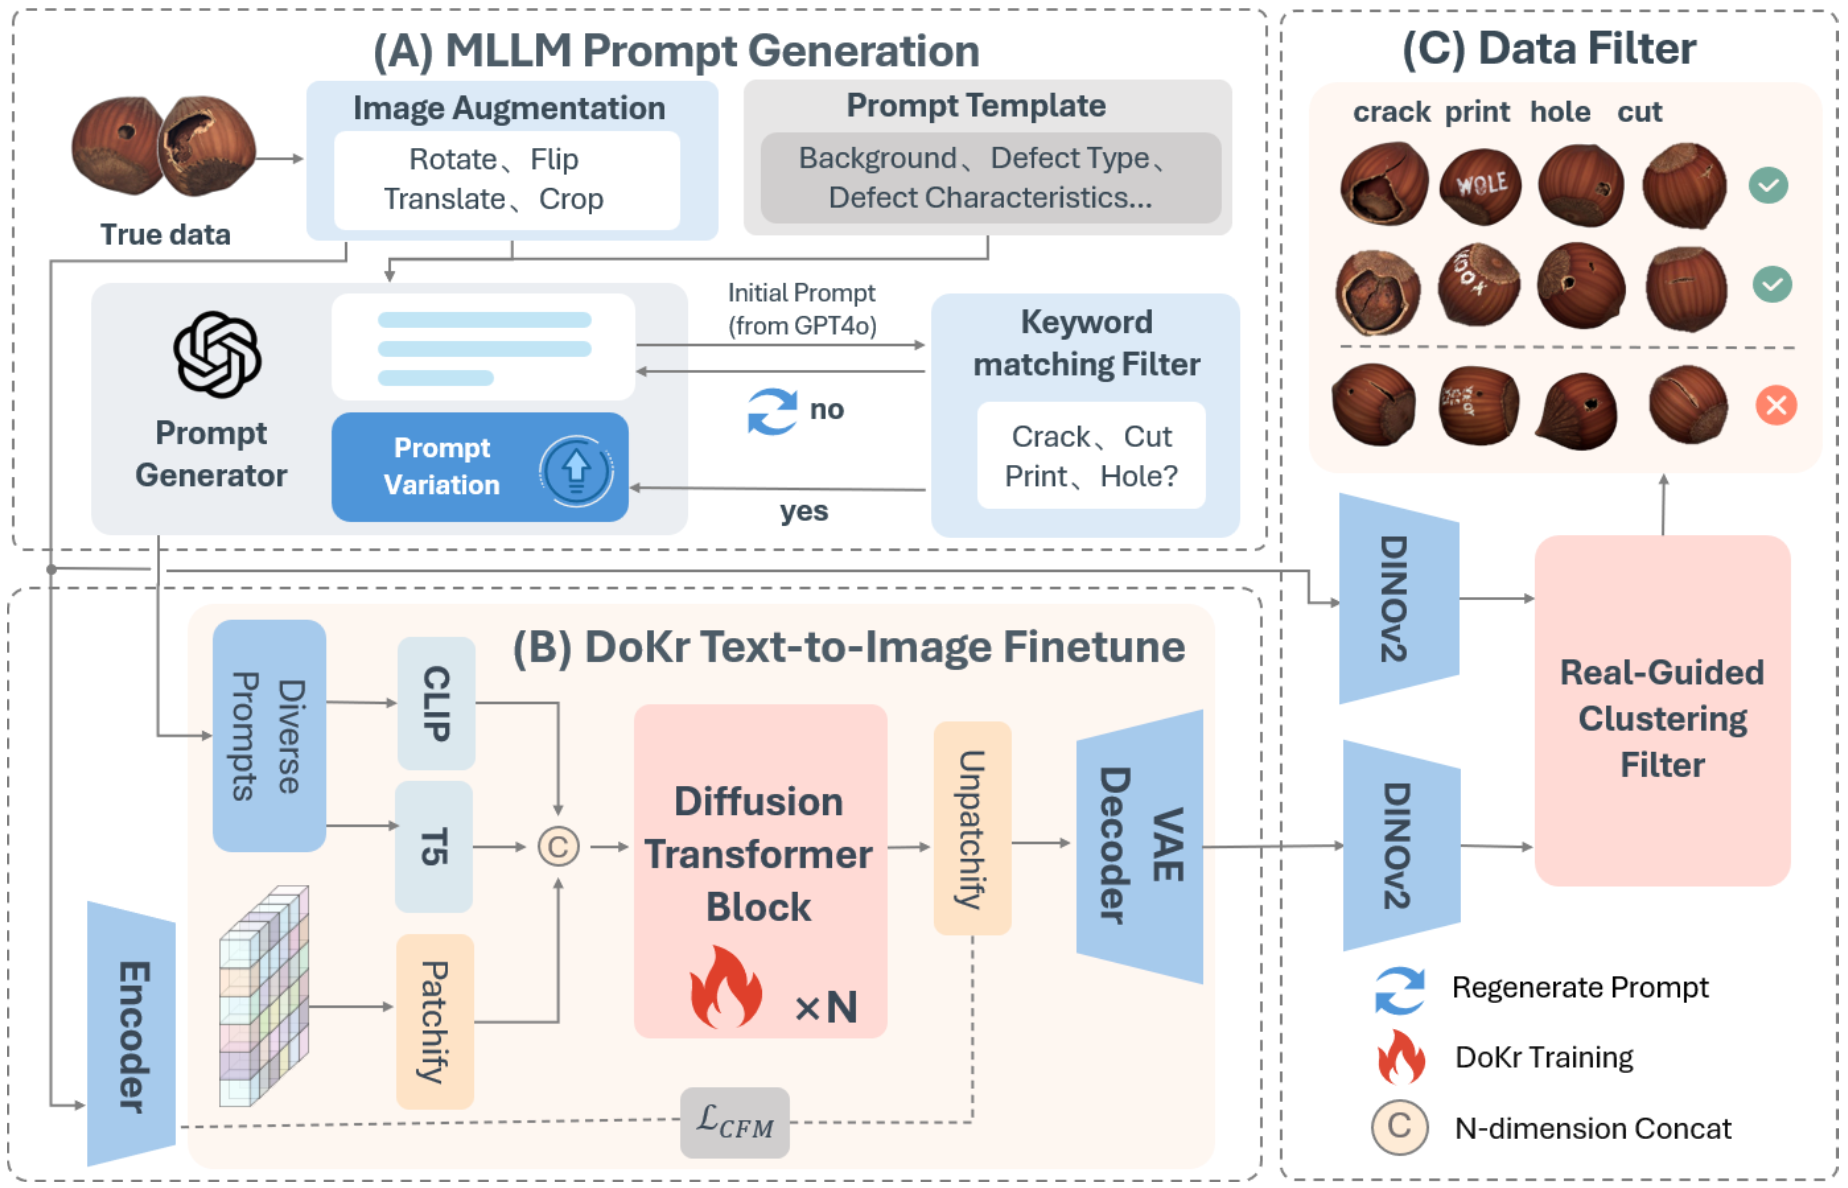 (A) MLLM Prompt Generation
True data
Image Augmentation
Rotate、Flip
Translate、Crop
Prompt Template
Background、Defect Type、
Defect Characteristics...
Prompt
Generator
Prompt
Variation
Initial Prompt
(from GPT4o)
no
yes
Keyword
matching Filter
Crack、Cut
Print、Hole?
(B) DoKr Text-to-Image Finetune
Diverse
Prompts
CLIP
T5
Encoder
Patchify
C
Diffusion
Transformer
Block
×N
Unpatchify
VAE
Decoder
ℒCFM
(C) Data Filter
crack print hole cut
WOLE
DINOv2
DINOv2
Real-Guided
Clustering
Filter
Regenerate Prompt
DoKr Training
C
N-dimension Concat